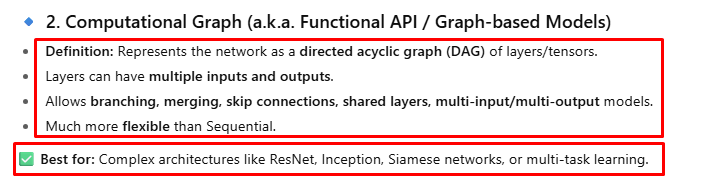 🔹 2. Computational Graph (a.k.a. Functional API / Graph-based Models)
• Definition: Represents the network as a directed acyclic graph (DAG) of layers/tensors.
• Layers can have multiple inputs and outputs.
• Allows branching, merging, skip connections, shared layers, multi-input/multi-output models.
• Much more flexible than Sequential.
✅ Best for: Complex architectures like ResNet, Inception, Siamese networks, or multi-task learning.